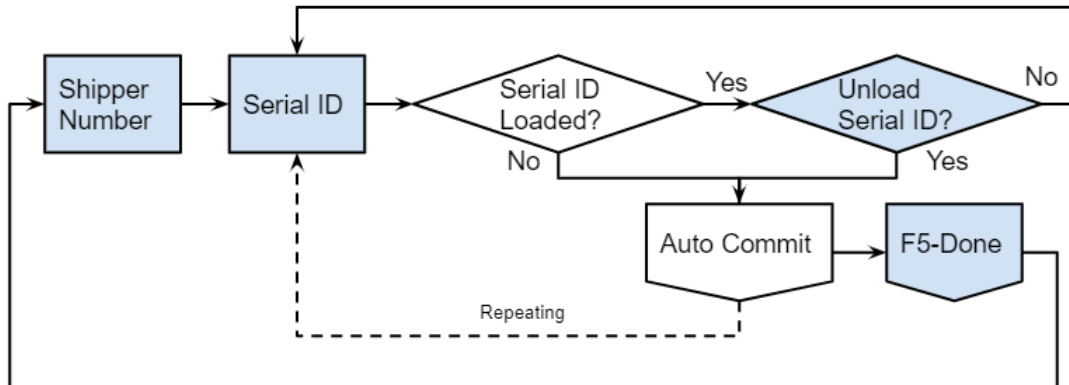 Shipper
Number
Serial ID
Serial ID
Loaded?
Yes
Unload
Serial ID?
No
No
Yes
Auto Commit
F5-Done
Repeating